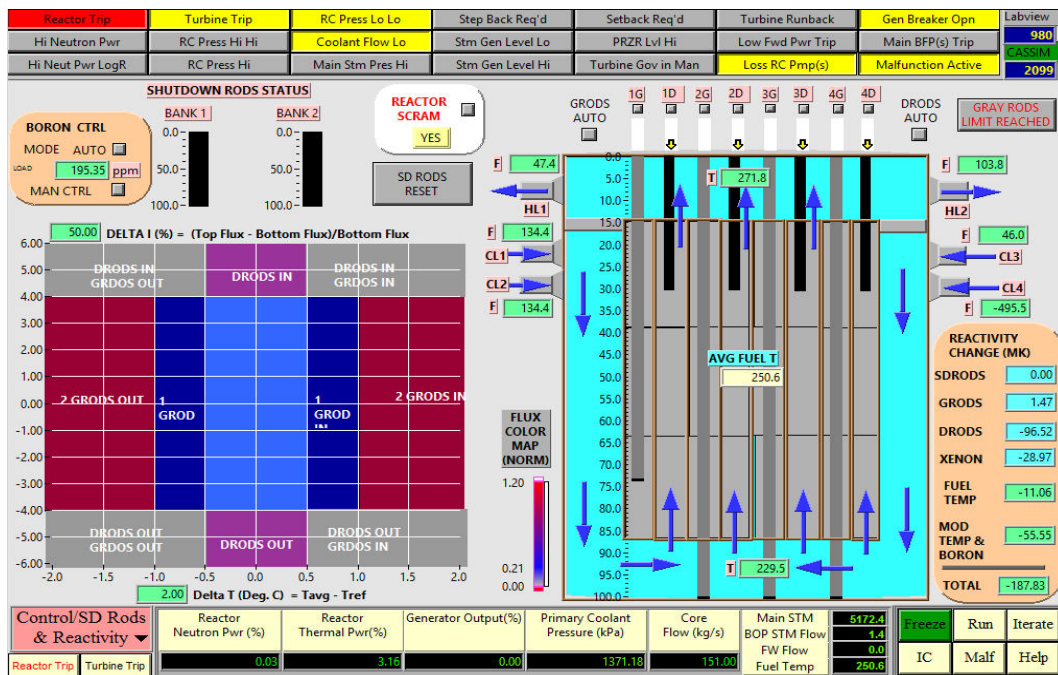 Reactor Trip
Turbine Trip
RC Press Lo Lo
Step Back Req'd
Setback Req'd
Turbine Runback
Gen Breaker Opn
Labview
980
Hi Neutron Pwr
RC Press Hi Hi
Coolant Flow Lo
Stm Gen Level Lo
PRZR Lvl Hi
Low Fwd Pwr Trip
Main BFP(s) Trip
CASSIM
Hi Neut Pwr LogR
RC Press Hi
Main Stm Pres Hi
Stm Gen Level Hi
Turbine Gov in Man
Loss RC Pmp(s)
Malfunction Active
2099
SHUTDOWN RODS STATUS
BANK 1
0.0-
50.0-
100.0-
BANK 2
0.0-
50.0-
100.0-
BORON CTRL
MODE AUTO
LOAD 195.35 ppm
MAN CTRL
REACTOR
SCRAM
YES
SD RODS
RESET
GRODS
AUTO
1G 1D 2G 2D 3G 3D 4G 4D
DRODS
AUTO
GRAY RODS
LIMIT REACHED
50.00 DELTA I (%) = (Top Flux - Bottom Flux)/Bottom Flux
6.00
5.00
4.00
3.00
2.00
1.00
0.00
-1.00
-2.00
-3.00
-4.00
-5.00
-6.00
DRODS IN
GRDOS OUT
DRODS IN
DRODS IN
GRDOS IN
2 GRODS OUT
1
GROD
1
GROD
IN
2 GRODS IN
DRODS OUT
GRDOS OUT
DRODS OUT
DRODS OUT
GRDOS IN
-2.0 -1.0 -1.0 -0.5 0.0 0.5 1.0 1.5 2.0
2.00 Delta T (Deg. C) = Tavg - Tref
FLUX
COLOR
MAP
(NORM)
1.20
0.21
0.00
F 47.4
HL1
F 134.4
CL1
CL2
F 134.4
0.0
5.0
10.0
15.0
20.0
25.0
30.0
35.0
40.0
45.0
50.0
55.0
60.0
65.0
70.0
75.0
80.0
85.0
90.0
95.0
100.0
T 271.8
AVG FUEL T
250.6
T 229.5
F 103.8
HL2
F 46.0
CL3
CL4
F -495.5
REACTIVITY
CHANGE (MK)
SDRODS 0.00
GRODS 1.47
DRODS -96.52
XENON -28.97
FUEL
TEMP -11.06
MOD
TEMP &
BORON -55.55
TOTAL -187.83
Control/SD Rods
& Reactivity
Reactor Trip
Turbine Trip
Reactor
Neutron Pwr (%)
0.03
Reactor
Thermal Pwr(%)
3.16
Generator Output(%)
0.00
Primary Coolant
Pressure (kPa)
1371.18
Core
Flow (kg/s)
151.00
Main STM 5172.4
BOP STM Flow 1.4
FW Flow 0.0
Fuel Temp 250.6
Freeze
Run
Iterate
IC
Malf
Help